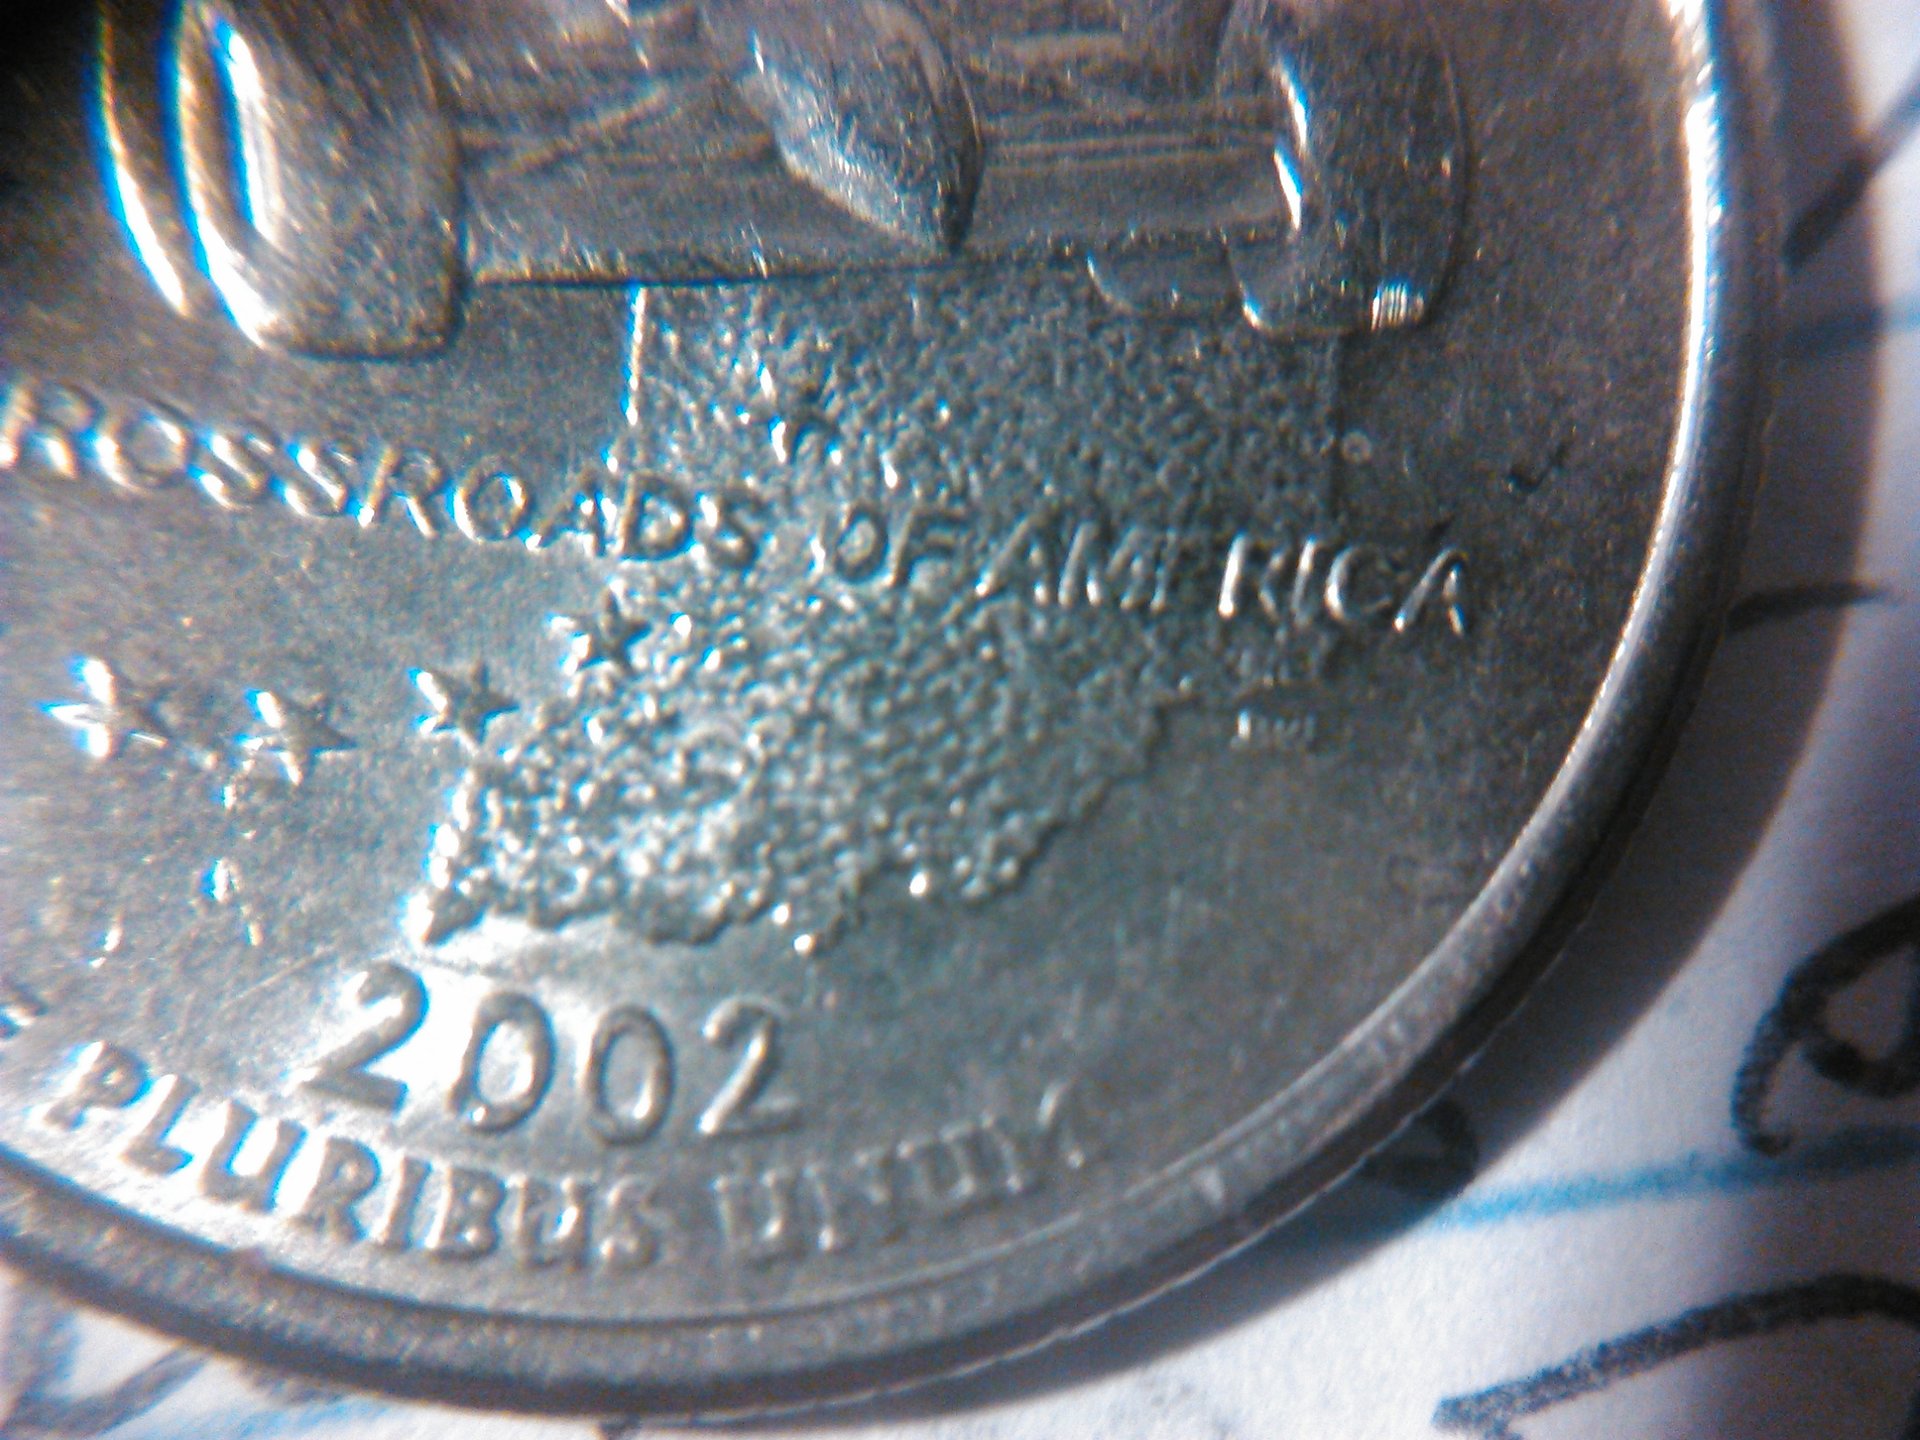 ROSSROADS OF AMERICA
2002
PLURIBUS UNUM